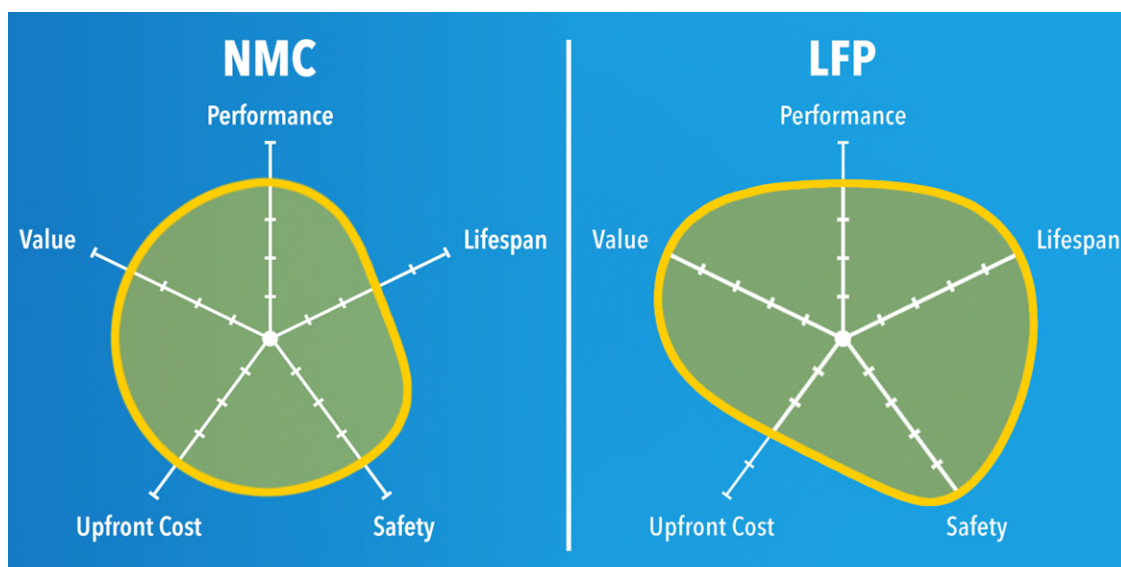 NMC
Performance
Value
Lifespan
Upfront Cost
Safety
LFP
Performance
Value
Lifespan
Upfront Cost
Safety